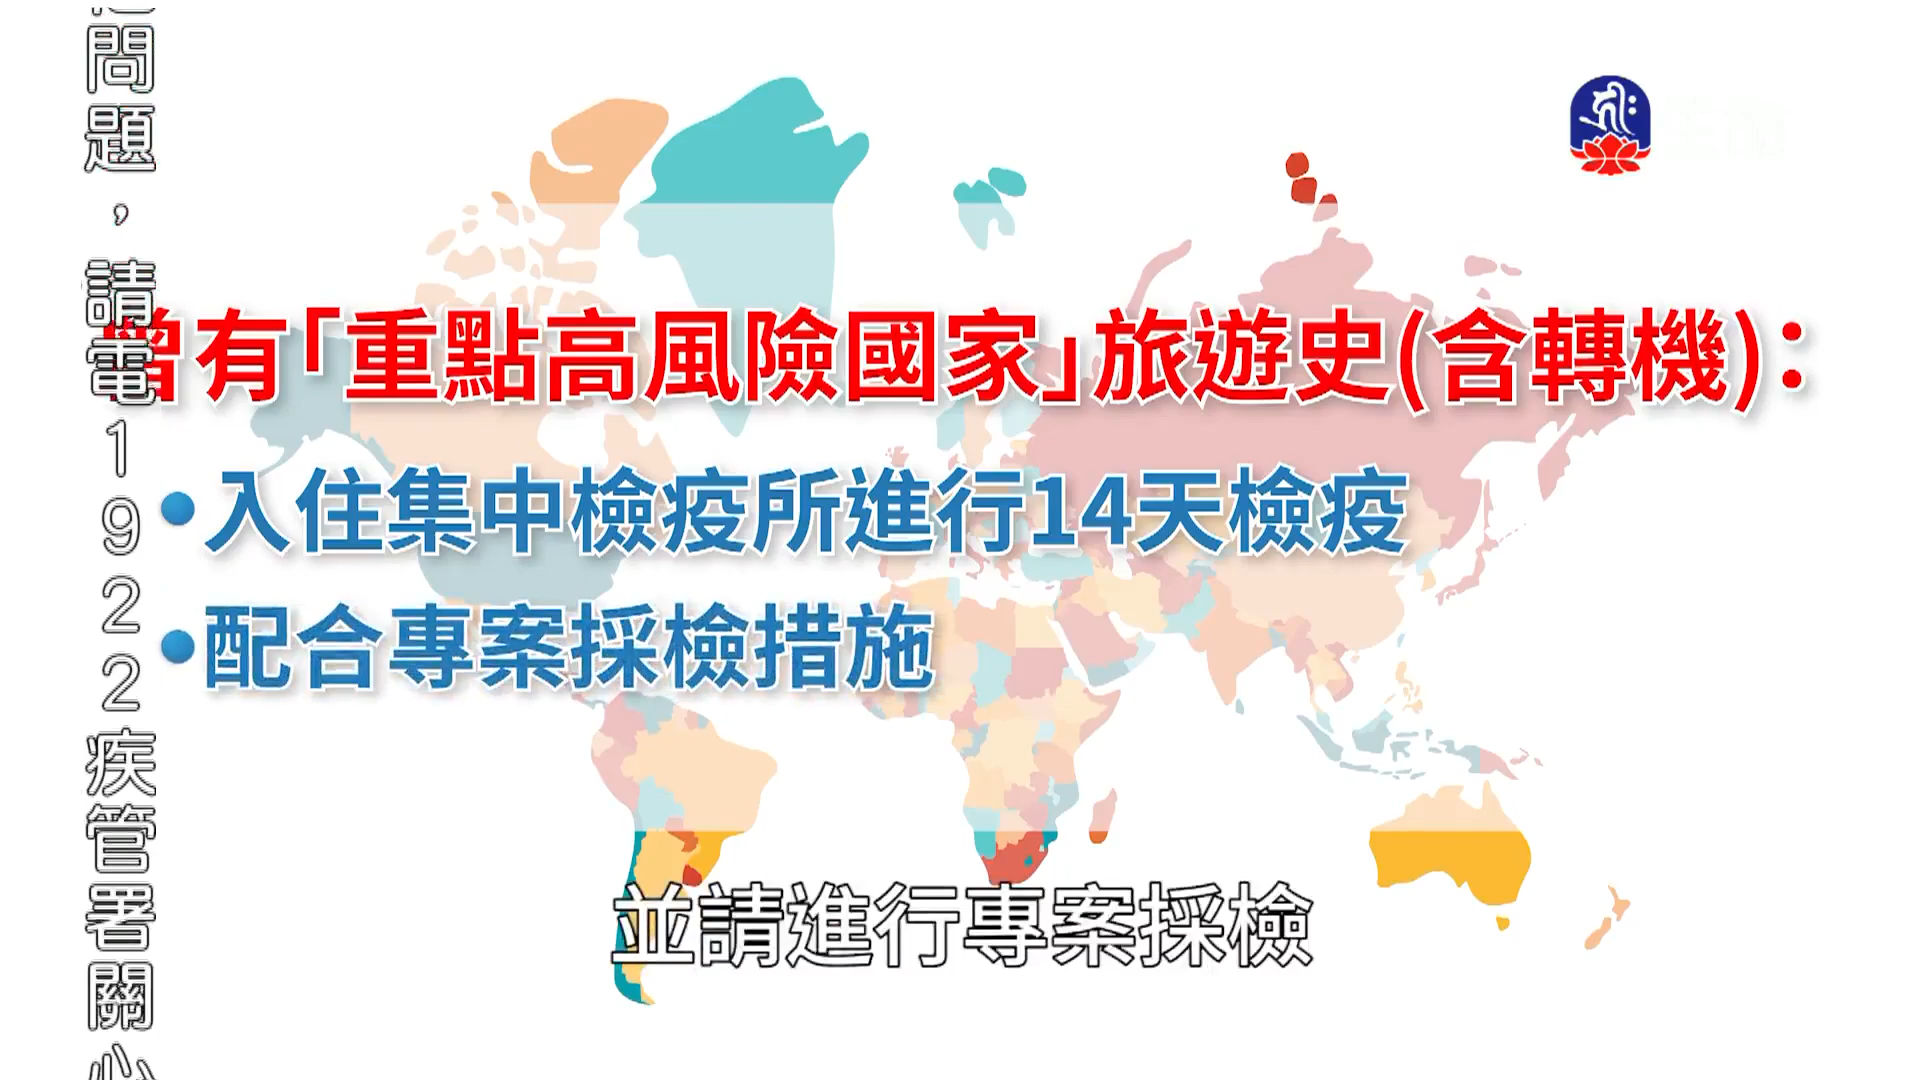 曾有「重點高風險國家」旅遊史(含轉機)：
•入住集中檢疫所進行14天檢疫
•配合專案採檢措施
並請進行專案採檢
問題，請電1922疾管署關心